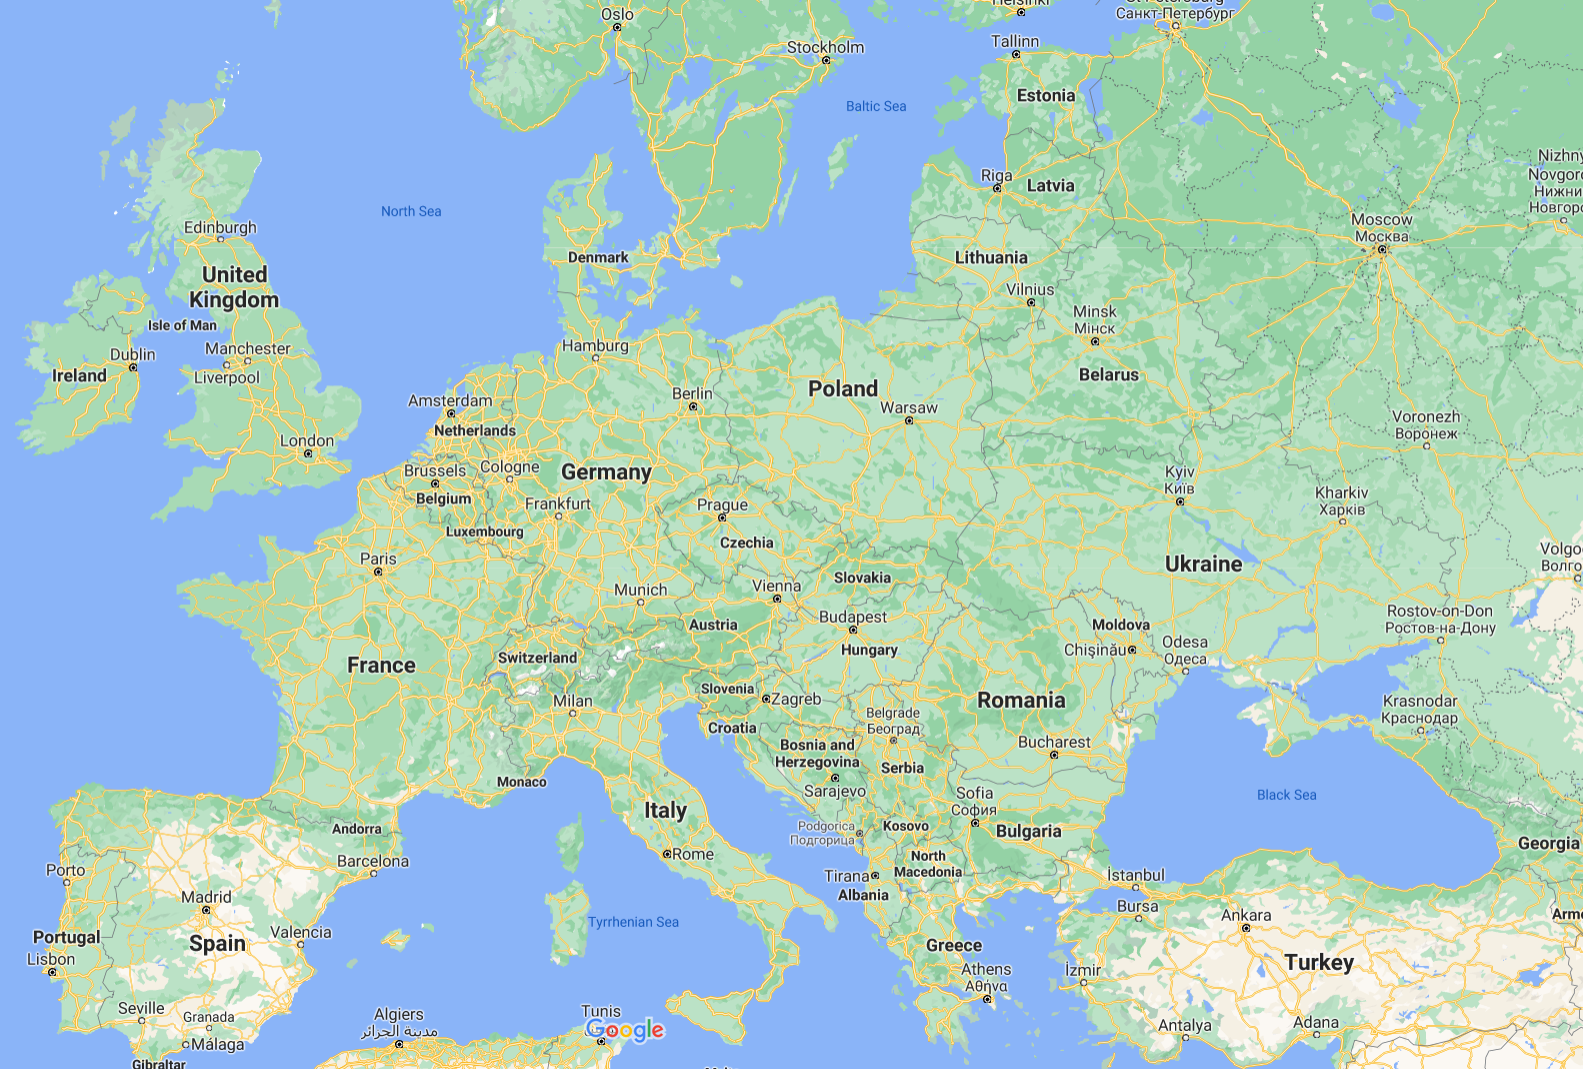 Oslo
Helsinki
Санкт-Петербург
Stockholm
Tallinn
Estonia
Baltic Sea
Nizhny
Novgorod
Нижни
Новгоро
Riga
Latvia
North Sea
Moscow
Москва
Edinburgh
Denmark
Lithuania
United
Kingdom
Vilnius
Isle of Man
Minsk
Мінск
Dublin
Manchester
Hamburg
Ireland
Liverpool
Belarus
Berlin
Poland
Amsterdam
Warsaw
Voronezh
Воронеж
Netherlands
London
Brussels
Cologne
Germany
Kyiv
Київ
Belgium
Frankfurt
Prague
Kharkiv
Харків
Luxembourg
Czechia
Paris
Volgo
Волго
Ukraine
Slovakia
Munich
Vienna
Rostov-on-Don
Ростов-на-Дону
Austria
Budapest
Moldova
Odesa
Одеса
Hungary
Chișinău
Switzerland
France
Slovenia
Zagreb
Romania
Milan
Krasnodar
Краснодар
Belgrade
Београд
Croatia
Bosnia and
Herzegovina
Bucharest
Serbia
Monaco
Sarajevo
Sofia
София
Black Sea
Italy
Andorra
Podgorica
Подгорица
Kosovo
Bulgaria
Georgia
Rome
North
Macedonia
Barcelona
Porto
Tirana
Albania
İstanbul
Madrid
Bursa
Ankara
Arme
Tyrrhenian Sea
Portugal
Spain
Valencia
Greece
Lisbon
Athens
Αθήνα
İzmir
Turkey
Seville
Granada
Algiers
مدينة الجزائر
Tunis
Google
Antalya
Adana
Málaga
Gibraltar